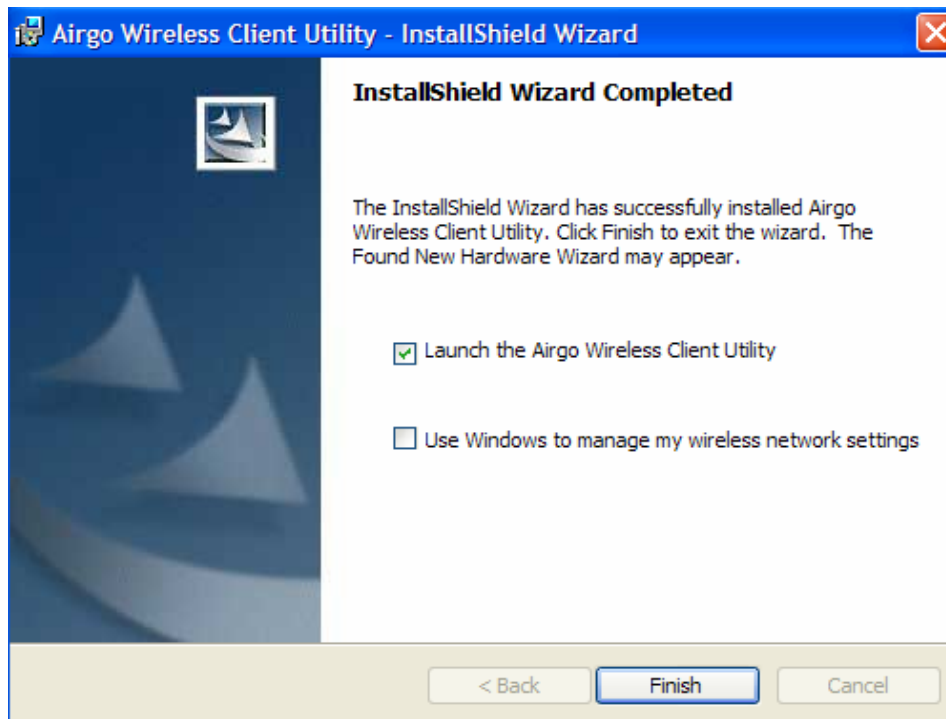 Airgo Wireless Client Utility - InstallShield Wizard
InstallShield Wizard Completed
The InstallShield Wizard has successfully installed Airgo
Wireless Client Utility. Click Finish to exit the wizard. The
Found New Hardware Wizard may appear.
Launch the Airgo Wireless Client Utility
Use Windows to manage my wireless network settings
< Back
Finish
Cancel